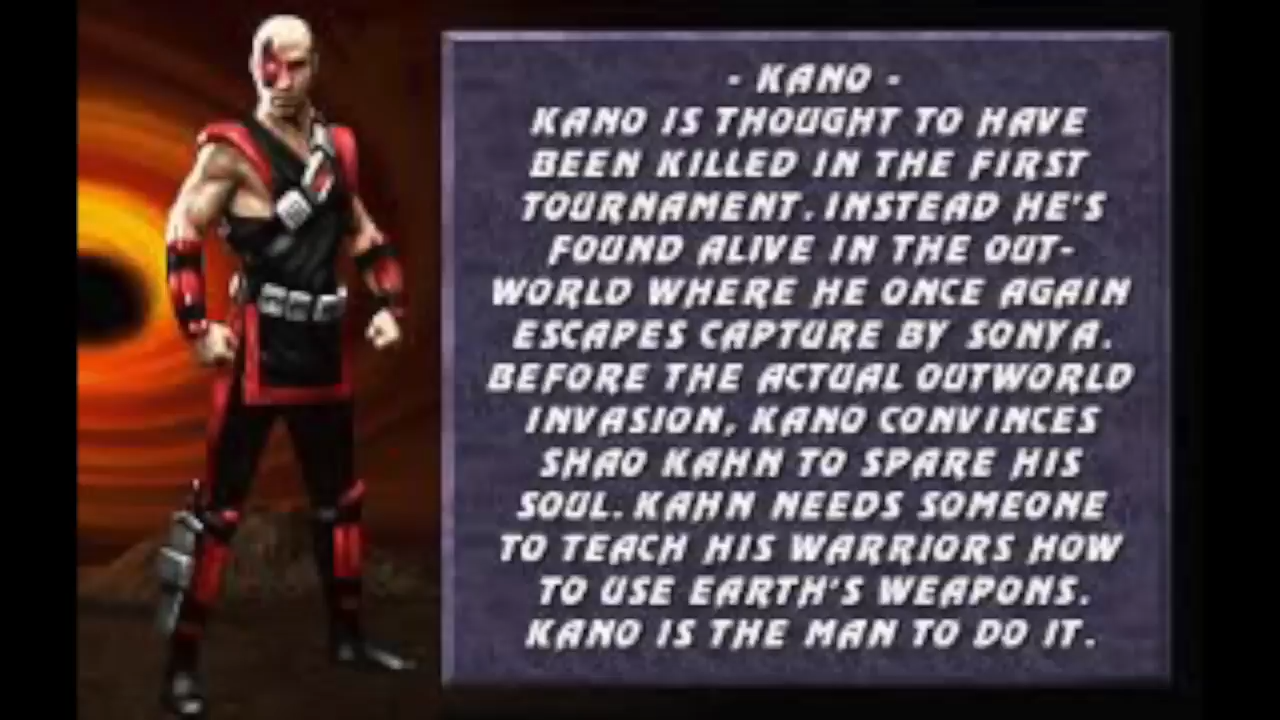 - KANO -
KANO IS THOUGHT TO HAVE
BEEN KILLED IN THE FIRST
TOURNAMENT. INSTEAD HE'S
FOUND ALIVE IN THE OUT-
WORLD WHERE HE ONCE AGAIN
ESCAPES CAPTURE BY SONYA.
BEFORE THE ACTUAL OUTWORLD
INVASION, KANO CONVINCES
SHAO KAHN TO SPARE HIS
SOUL. KAHN NEEDS SOMEONE
TO TEACH HIS WARRIORS HOW
TO USE EARTH'S WEAPONS.
KANO IS THE MAN TO DO IT.